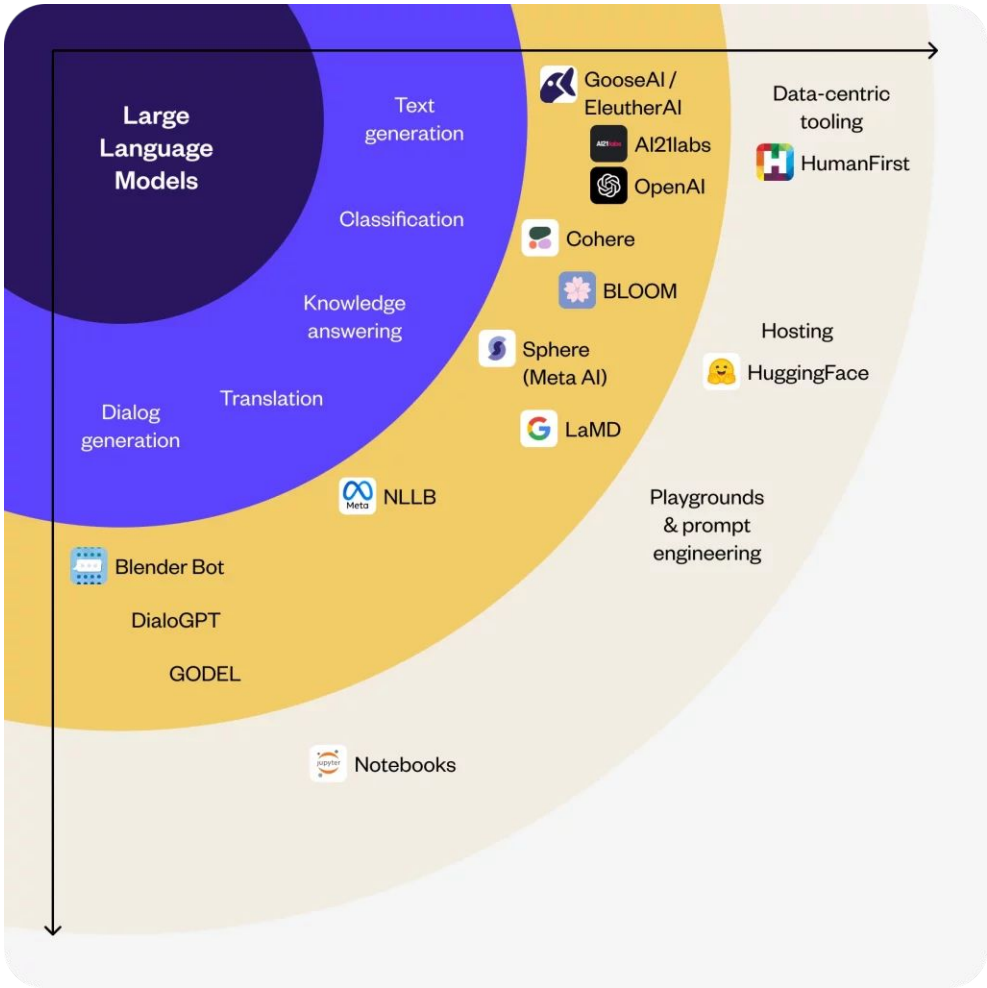 Large
Language
Models
Text
generation
Classification
Knowledge
answering
Translation
Dialog
generation
GooseAI /
EleutherAI
AI21labs
AI21labs
OpenAI
Cohere
BLOOM
Sphere
(Meta AI)
LaMD
Meta
NLLB
Blender Bot
DialoGPT
GODEL
Data-centric
tooling
H
HumanFirst
Hosting
HuggingFace
Playgrounds
& prompt
engineering
jupyter
Notebooks